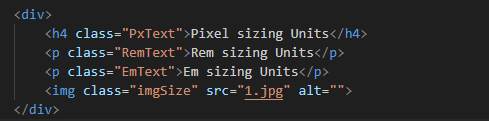 <div>
<h4 class="PxText">Pixel sizing Units</h4>
<p class="RemText">Rem sizing Units</p>
<p class="EmText">Em sizing Units</p>
<img class="imgSize" src="1.jpg" alt="">
</div>